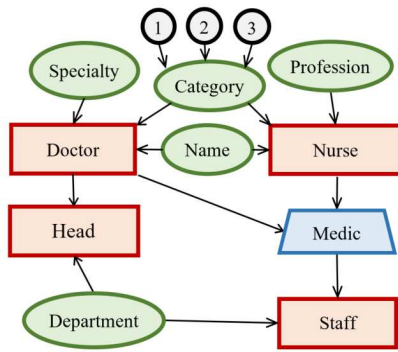 1 2 3
Specialty
Category
Profession
Doctor
Name
Nurse
Head
Medic
Department
Staff